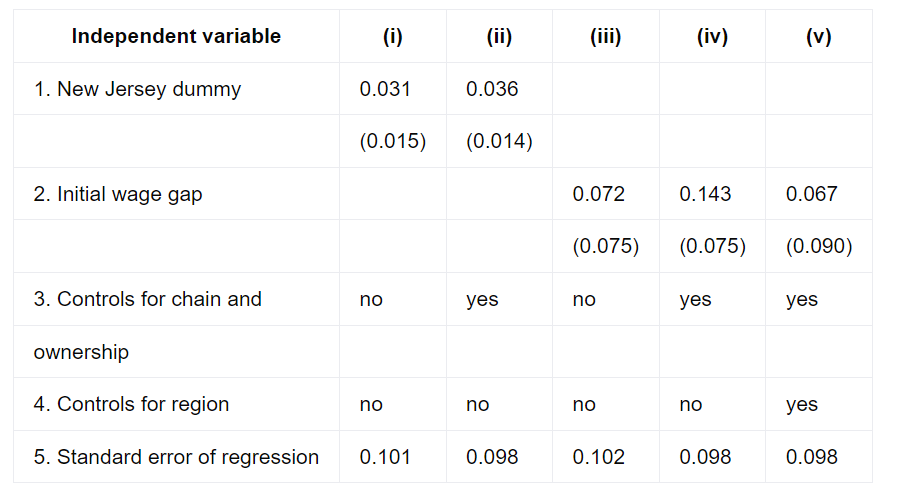 Independent variable (i) (ii) (iii) (iv) (v)
1. New Jersey dummy 0.031 0.036
(0.015) (0.014)
2. Initial wage gap 0.072 0.143 0.067
(0.075) (0.075) (0.090)
3. Controls for chain and no yes no yes yes
ownership
4. Controls for region no no no no yes
5. Standard error of regression 0.101 0.098 0.102 0.098 0.098